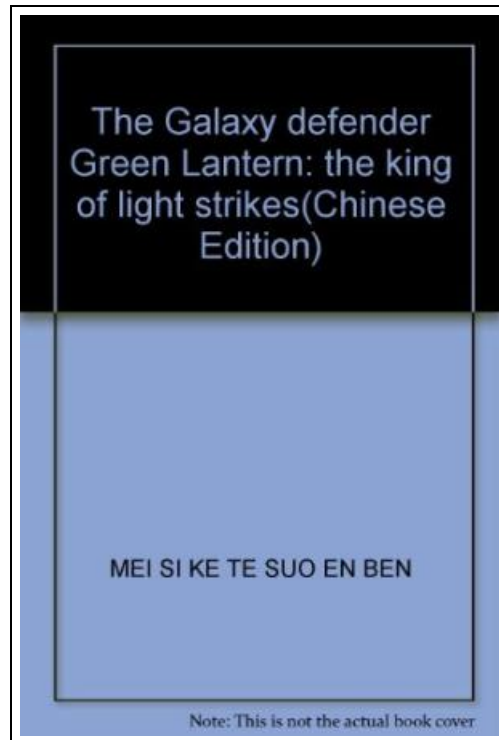 The Galaxy defender
Green Lantern: the king
of light strikes(Chinese
Edition)
MEI SI KE TE SUO EN BEN
Note: This is not the actual book cover